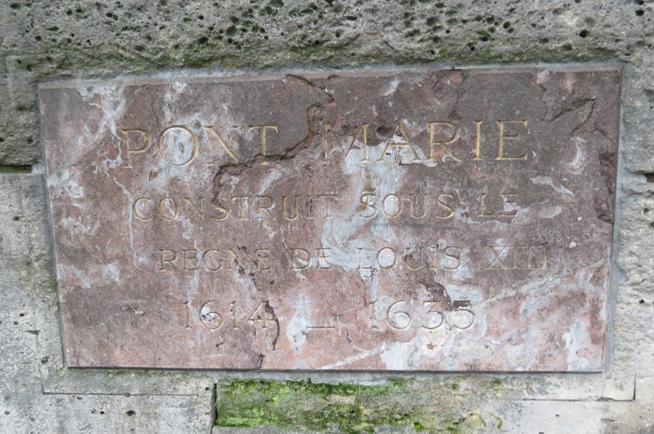 PONT MARIE
CONSTRUIT SOUS LE
REGNE DE LOUIS XIII
1614 — 1635